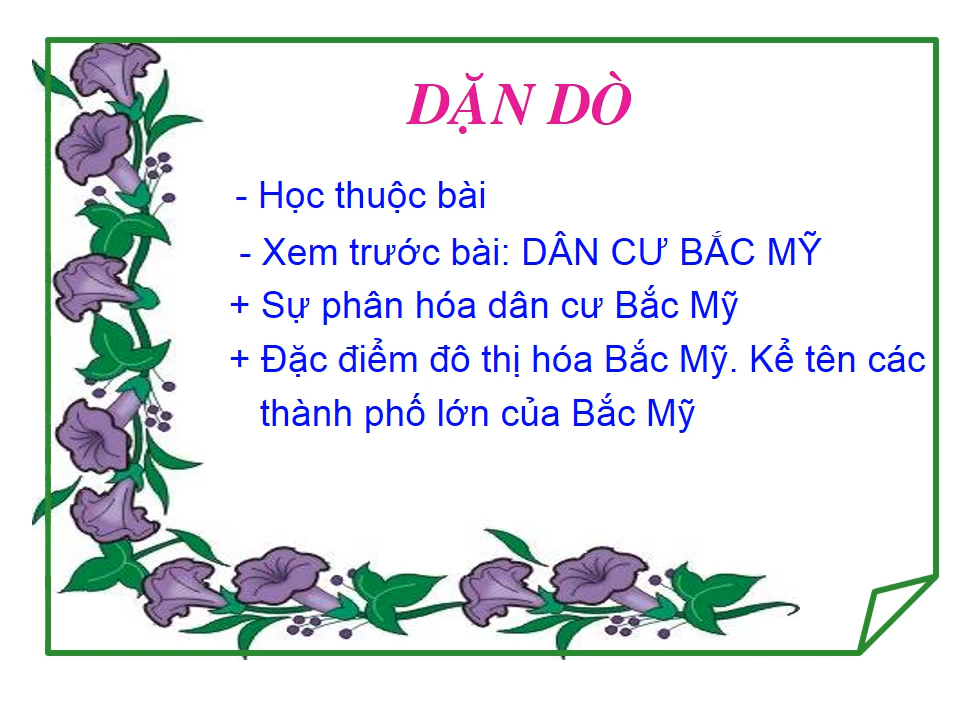 DẶN DÒ
- Học thuộc bài
- Xem trước bài: DÂN CƯ BẮC MỸ
+ Sự phân hóa dân cư Bắc Mỹ
+ Đặc điểm đô thị hóa Bắc Mỹ. Kể tên các
thành phố lớn của Bắc Mỹ